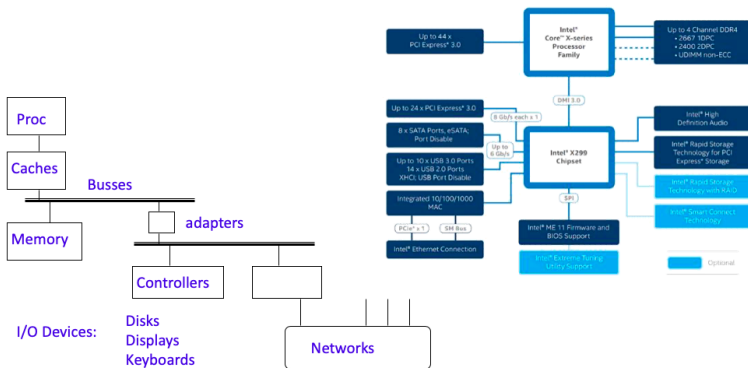 Proc
Caches
Busses
Memory
adapters
Controllers
I/O Devices:
Disks
Displays
Keyboards
Networks
Up to 44 x
PCI Express* 3.0
Intel®
Core™ X-series
Processor
Family
Up to 4 Channel DDR4
• 2667 1DPC
• 2400 2DPC
• UDIMM non-ECC
DMI 3.0
Up to 24 x PCI Express* 3.0
8 Gb/s each x 1
8 x SATA Ports, eSATA;
Port Disable
Up to
6 Gb/s
Up to 10 x USB 3.0 Ports
14 x USB 2.0 Ports
XHCI; USB Port Disable
Integrated 10/100/1000
MAC
PCIe* x 1
SM Bus
Intel® Ethernet Connection
Intel® X299
Chipset
SPI
Intel® ME 11 Firmware and
BIOS Support
Intel® Extreme Tuning
Utility Support
Intel® High
Definition Audio
Intel® Rapid Storage
Technology for PCI
Express* Storage
Intel® Rapid Storage
Technology with RAID
Intel® Smart Connect
Technology
Optional